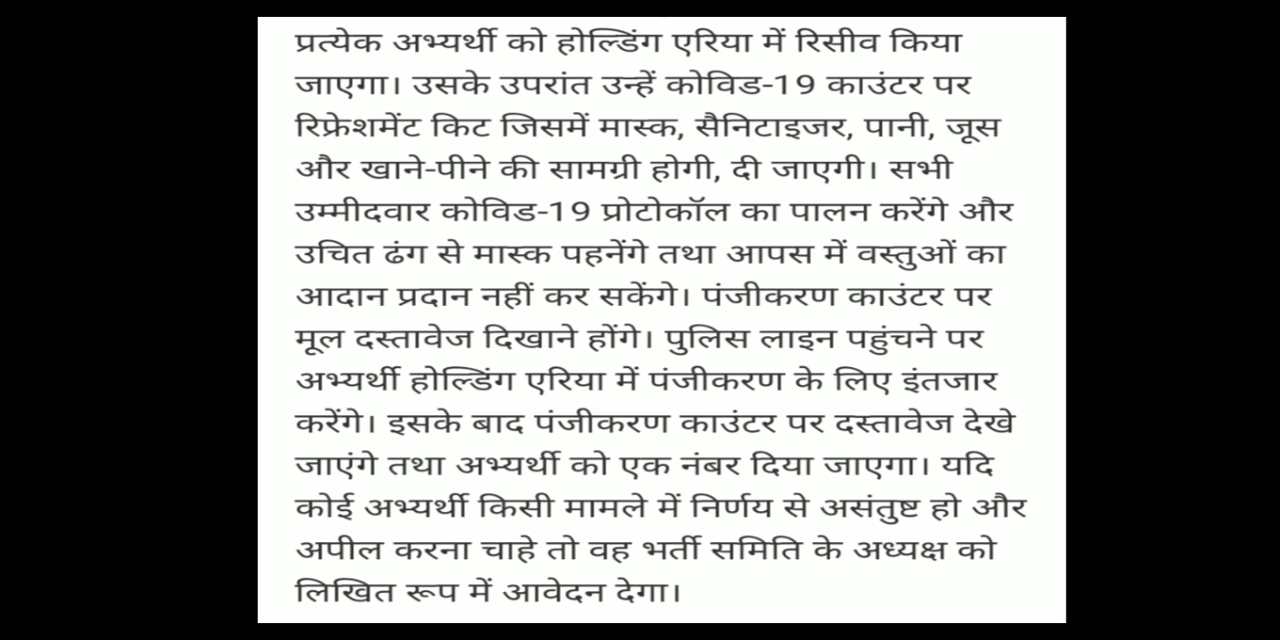 प्रत्येक अभ्यर्थी को होल्डिंग एरिया में रिसीव किया
जाएगा। उसके उपरांत उन्हें कोविड-19 काउंटर पर
रिफ्रेशमेंट किट जिसमें मास्क, सैनिटाइजर, पानी, जूस
और खाने-पीने की सामग्री होगी, दी जाएगी। सभी
उम्मीदवार कोविड-19 प्रोटोकॉल का पालन करेंगे और
उचित ढंग से मास्क पहनेंगे तथा आपस में वस्तुओं का
आदान प्रदान नहीं कर सकेंगे। पंजीकरण काउंटर पर
मूल दस्तावेज दिखाने होंगे। पुलिस लाइन पहुंचने पर
अभ्यर्थी होल्डिंग एरिया में पंजीकरण के लिए इंतजार
करेंगे। इसके बाद पंजीकरण काउंटर पर दस्तावेज देखे
जाएंगे तथा अभ्यर्थी को एक नंबर दिया जाएगा। यदि
कोई अभ्यर्थी किसी मामले में निर्णय से असंतुष्ट हो और
अपील करना चाहे तो वह भर्ती समिति के अध्यक्ष को
लिखित रूप में आवेदन देगा।